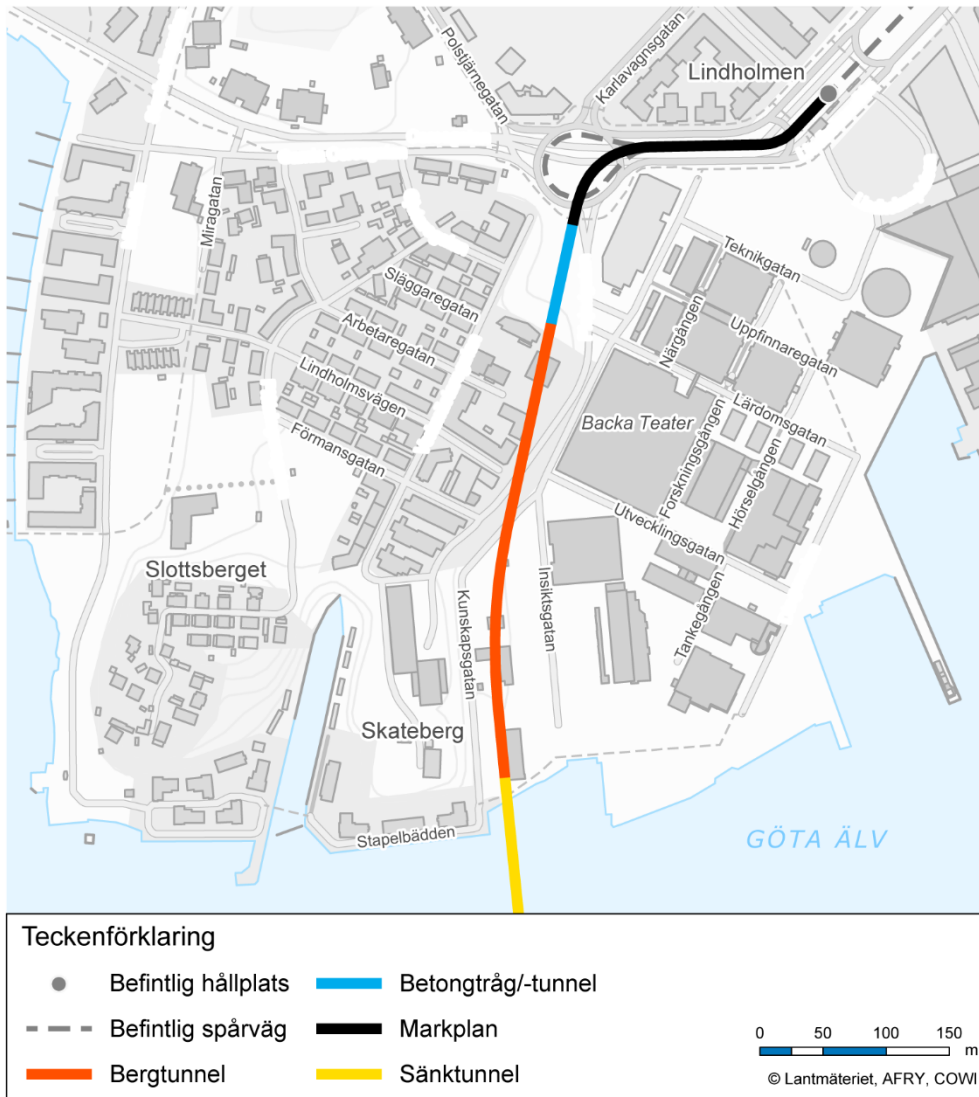 Polstjärnegatan
Karlavagnsgatan
Lindholmen
Miragatan
Teknikgatan
Släggaregatan
Närgången
Uppfinnaregatan
Arbetaregatan
Lindholmsvägen
Lärdomsgatan
Backa Teater
Förmansgatan
Forskningsgången
Hörselgången
Utvecklingsgatan
Slottsberget
Insiktsgatan
Kunskapsgatan
Tankegången
Skateberg
Stapelbädden
GÖTA ÄLV
Teckenförklaring
Befintlig hållplats
Betongtråg/-tunnel
Befintlig spårväg
Markplan
0 50 100 150
m
Bergtunnel
Sänktunnel
© Lantmäteriet, AFRY, COWI